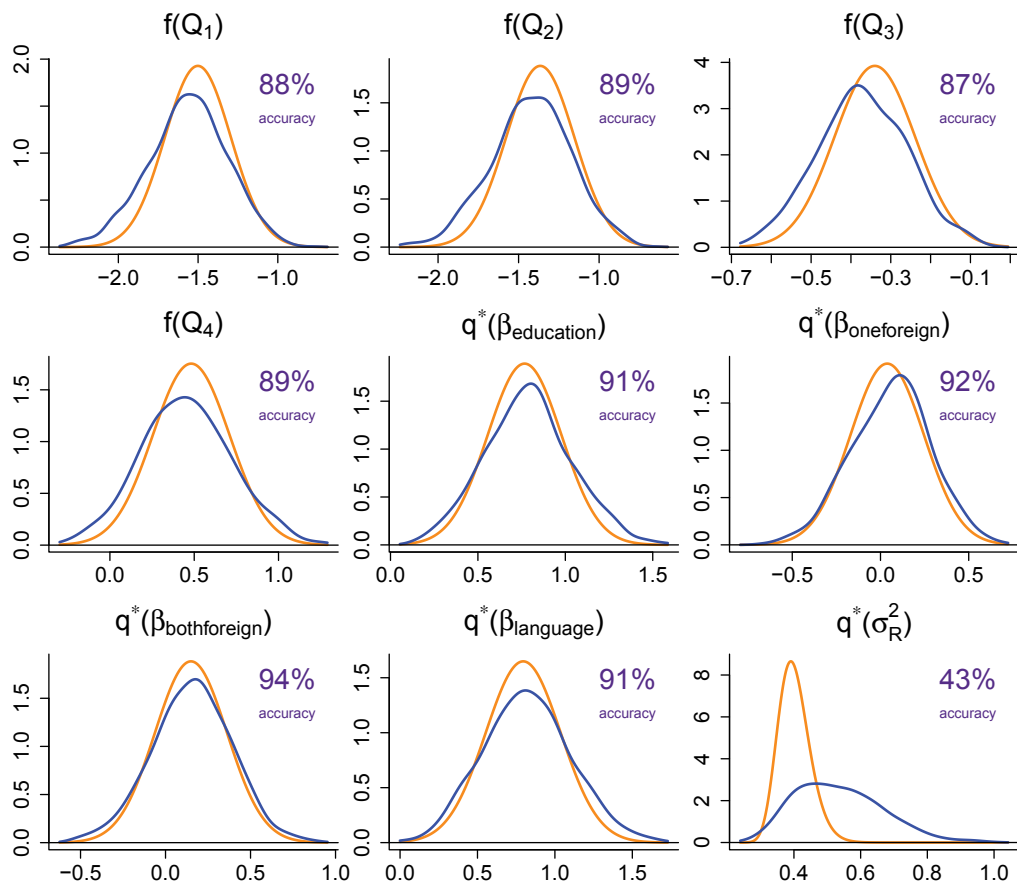 f(Q1) f(Q2) f(Q3)
88% 89% 87%
accuracy accuracy accuracy
0.0 1.0 2.0
0.0 0.5 1.0 1.5
0 1 2 3 4
−2.0 −1.5 −1.0
−2.0 −1.5 −1.0
−0.7 −0.5 −0.3 −0.1
f(Q4) q*(βeducation) q*(βoneforeign)
89% 91% 92%
accuracy accuracy accuracy
0.0 0.5 1.0 1.5
0.0 0.5 1.0 1.5
0.0 0.5 1.0 1.5
0.0 0.5 1.0
0.0 0.5 1.0 1.5
−0.5 0.0 0.5
q*(βbothforeign) q*(βlanguage) q*(σ²R)
94% 91% 43%
accuracy accuracy accuracy
0.0 0.5 1.0 1.5
0.0 0.5 1.0 1.5
0 2 4 6 8
−0.5 0.0 0.5 1.0
0.0 0.5 1.0 1.5
0.4 0.6 0.8 1.0